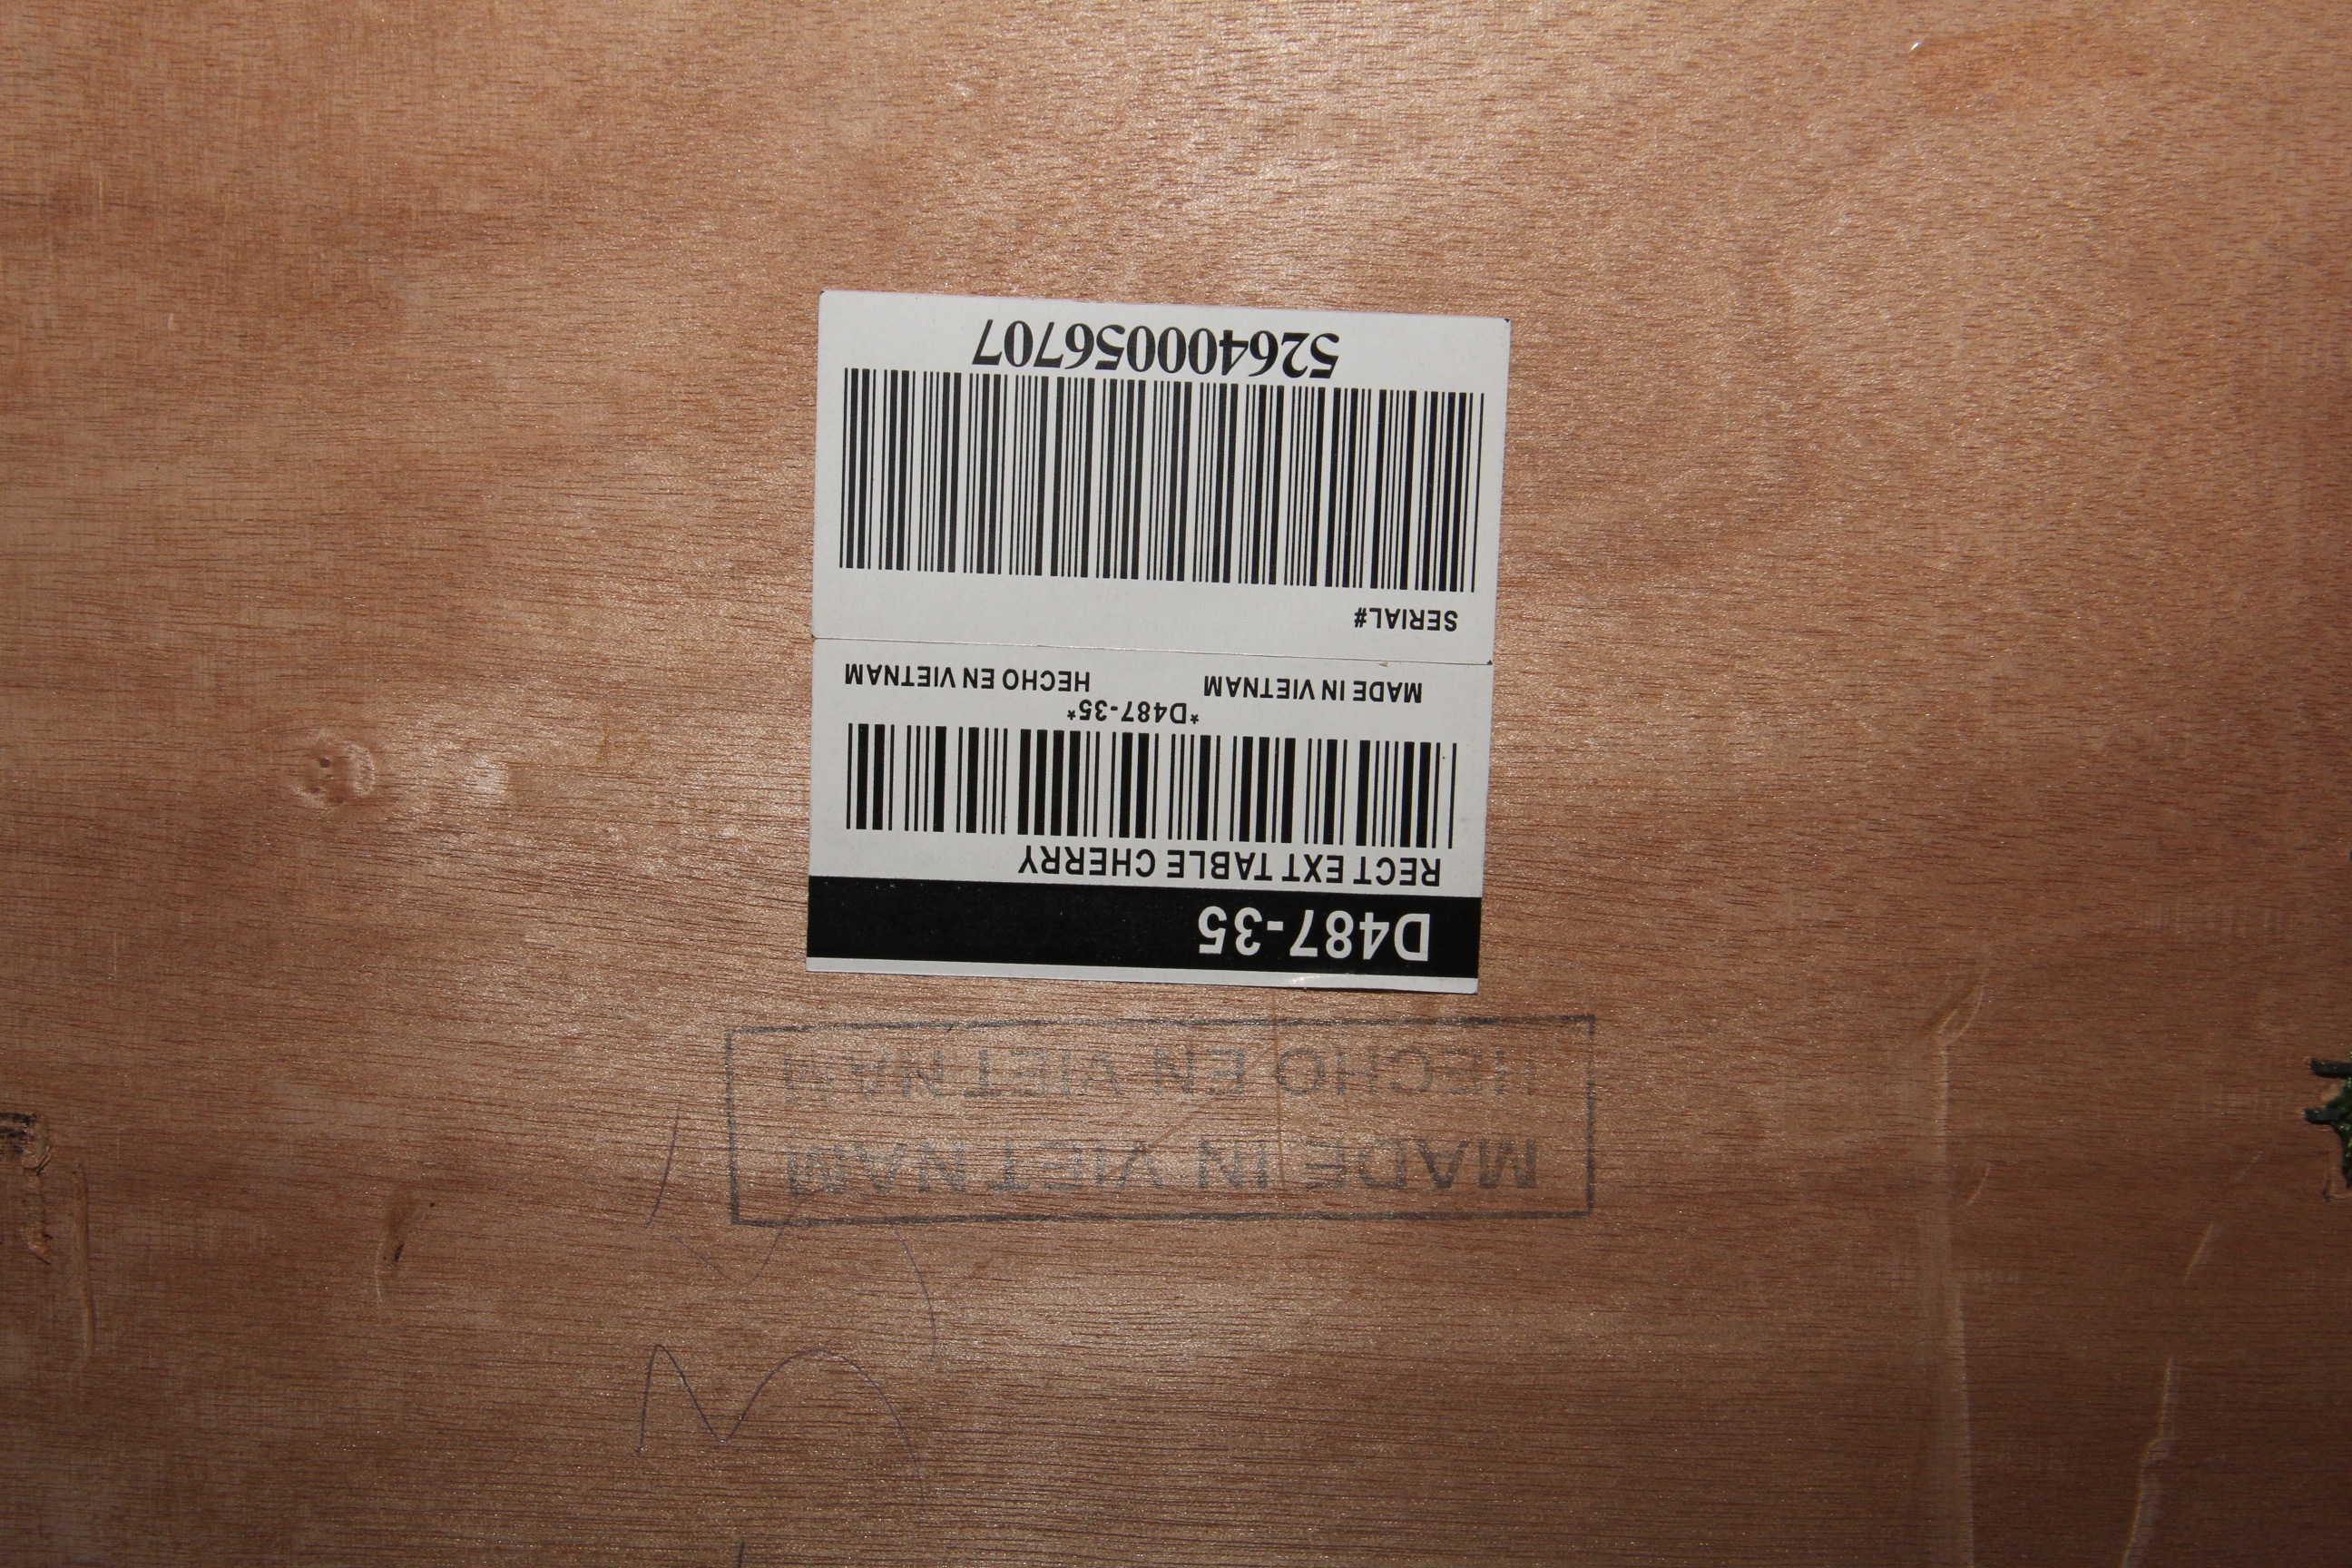 D487-35
RECT EXT TABLE CHERRY
*D487-35*
MADE IN VIETNAM HECHO EN VIETNAM
SERIAL#
526400056707
MADE IN VIETNAM
HECHO EN VIETNAM